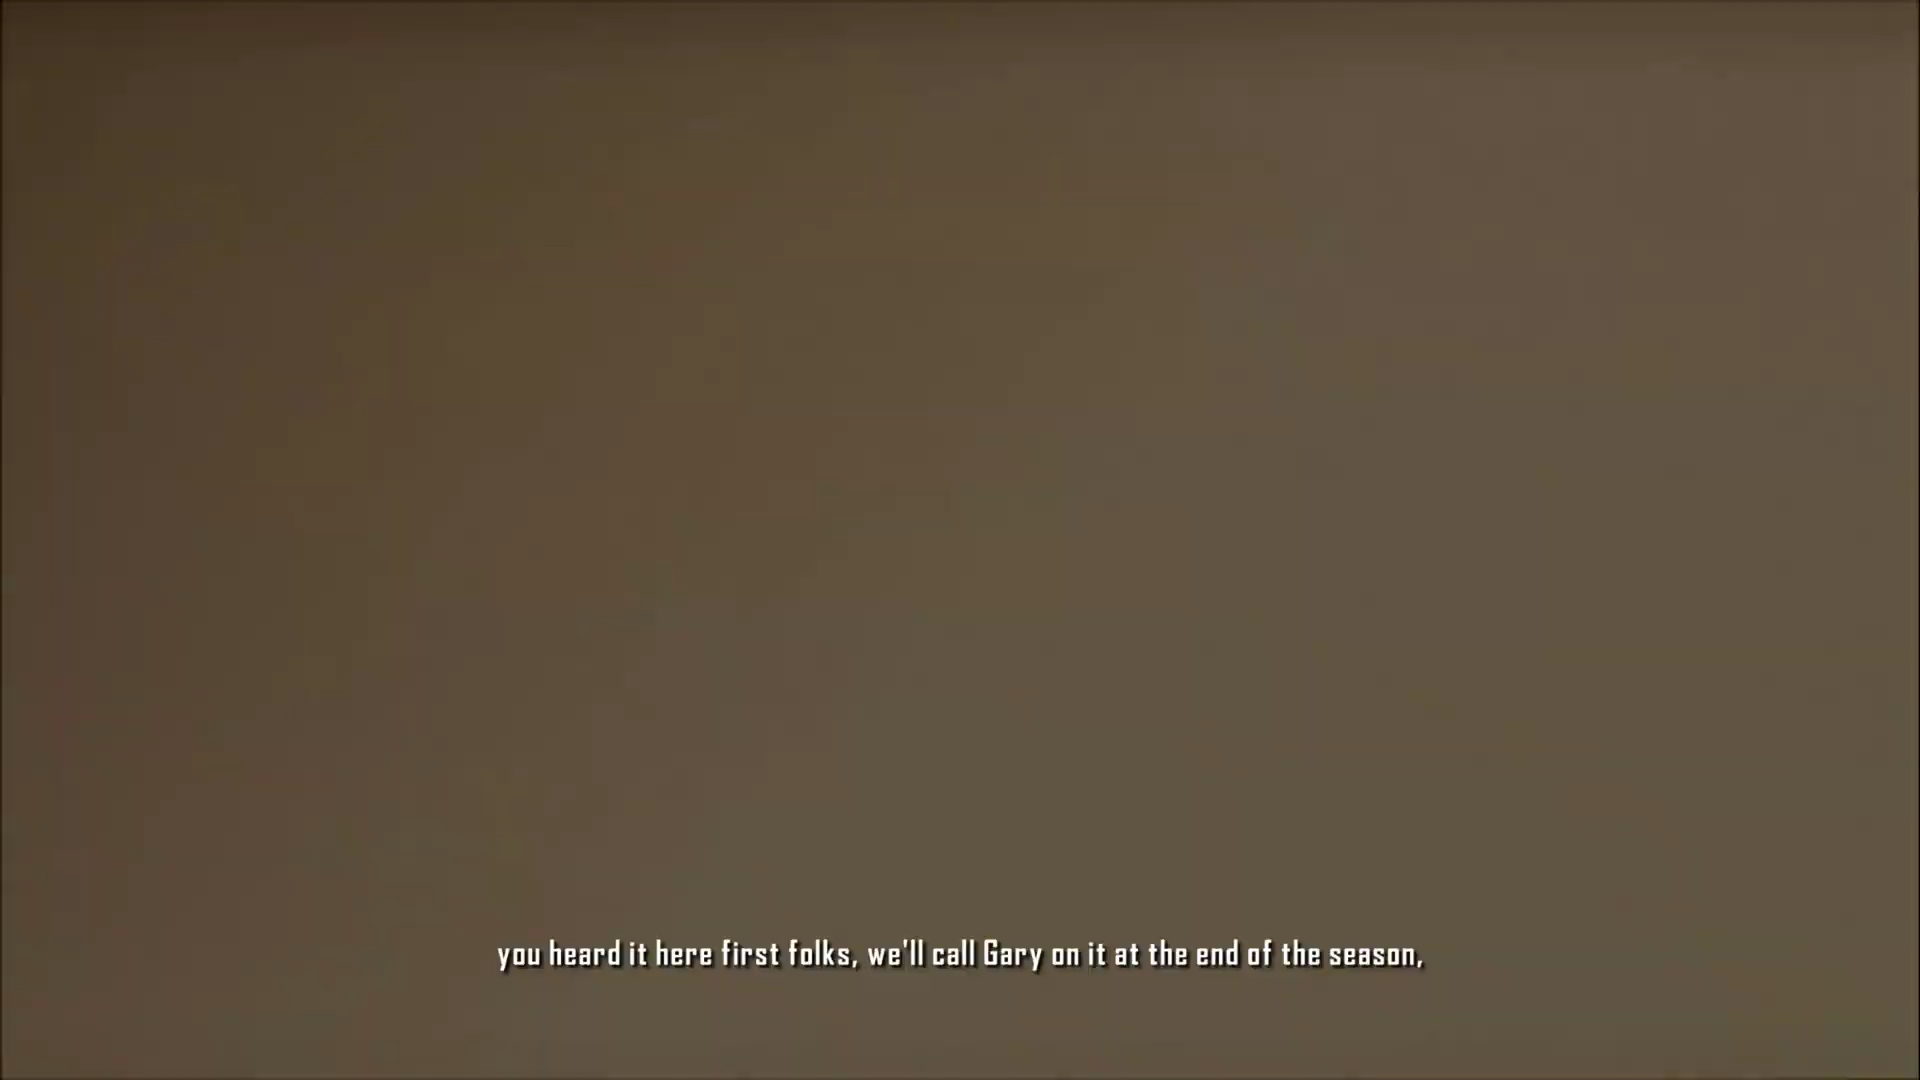 you heard it here first folks, we'll call Gary on it at the end of the season,